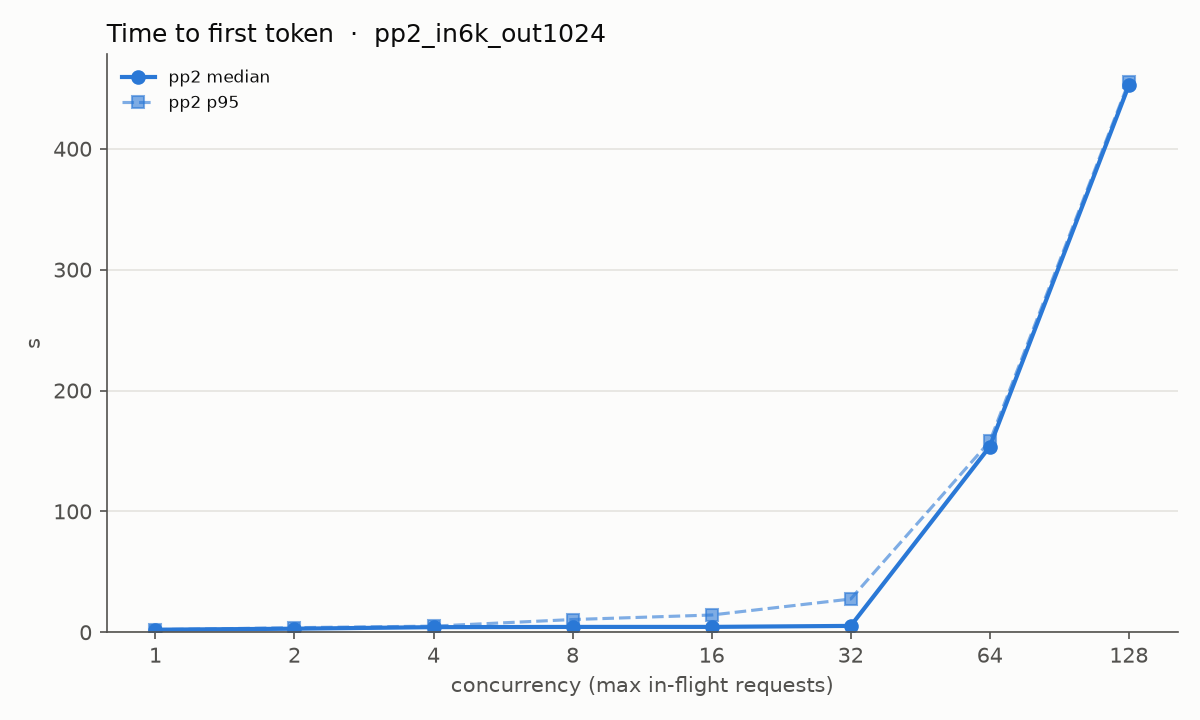 Time to first token · pp2_in6k_out1024
pp2 median
pp2 p95
400
300
200
100
0
s
1 2 4 8 16 32 64 128
concurrency (max in-flight requests)